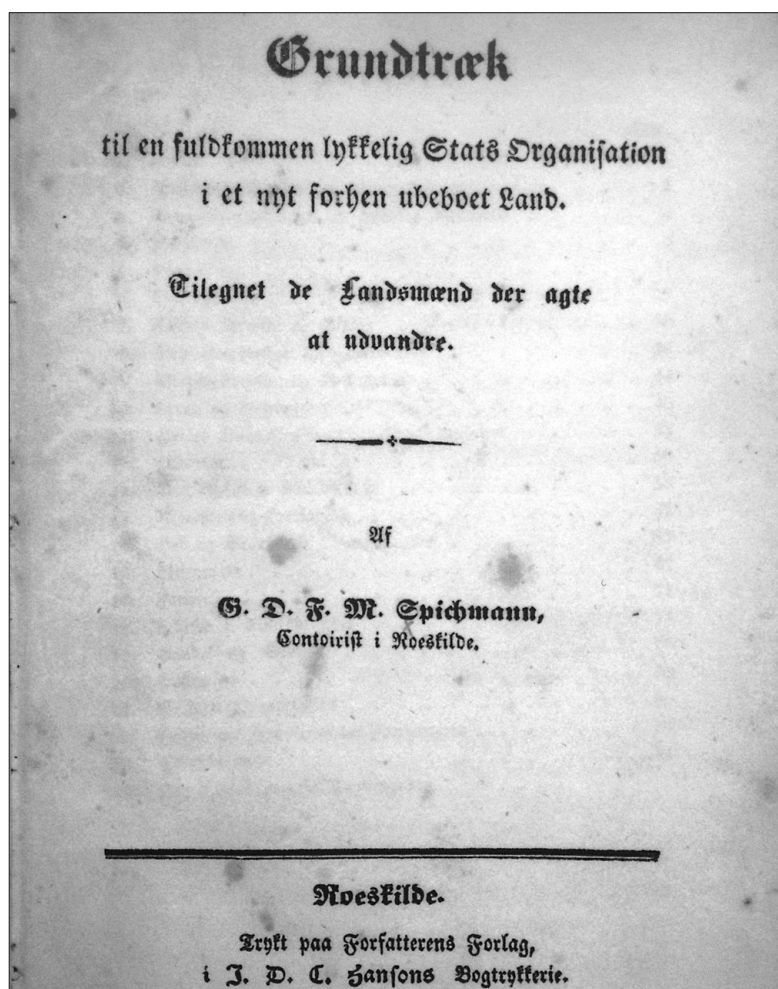 Grundtræk
til en fuldkommen lykkelig Stats Organisation
i et nyt forhen ubeboet Land.
Tilegnet de Landsmænd der agte
at udvandre.
Af
G. D. F. M. Spichmann,
Contoirist i Roeskilde.
Roeskilde.
Trykt paa Forfatterens Forlag,
i J. D. C. Hansons Bogtrykkerie.